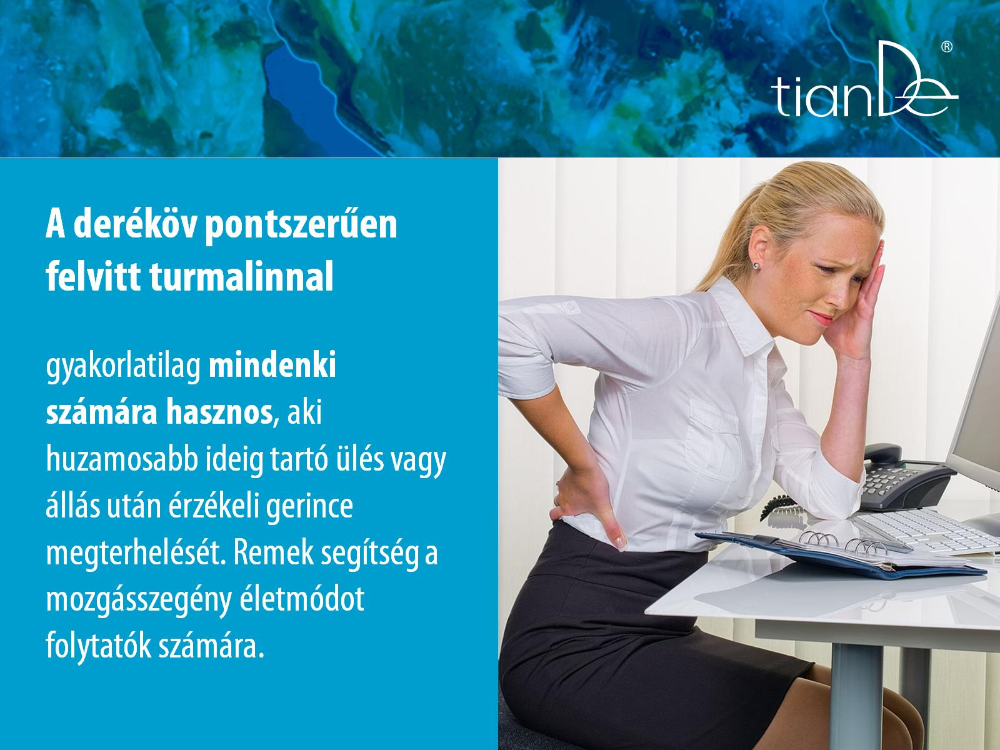 tianDe®
A deréköv pontszerűen
felvitt turmalinnal
gyakorlatilag mindenki
számára hasznos, aki
huzamosabb ideig tartó ülés vagy
állás után érzékeli gerince
megterhelését. Remek segítség a
mozgásszegény életmódot
folytatók számára.